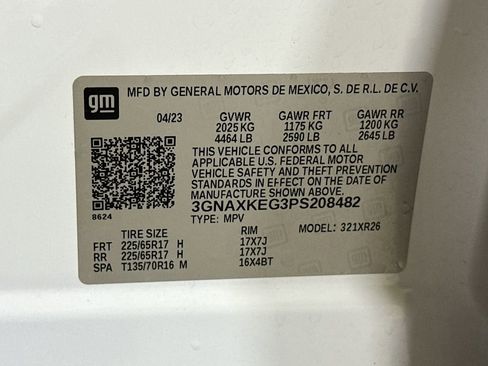 gm
MFD BY GENERAL MOTORS DE MEXICO, S. DE R.L. DE C.V.
04/23 GVWR GAWR FRT GAWR RR
2025 KG 1175 KG 1200 KG
4464 LB 2590 LB 2645 LB
THIS VEHICLE CONFORMS TO ALL
APPLICABLE U.S. FEDERAL MOTOR
VEHICLE SAFETY AND THEFT PREVENTION
STANDARDS IN EFFECT ON THE DATE OF
MANUFACTURE SHOWN ABOVE.
3GNAXKEG3PS208482
8624
TYPE: MPV MODEL: 321XR26
TIRE SIZE RIM
FRT 225/65R17 H 17X7J
RR 225/65R17 H 17X7J
SPA T135/70R16 M 16X4BT